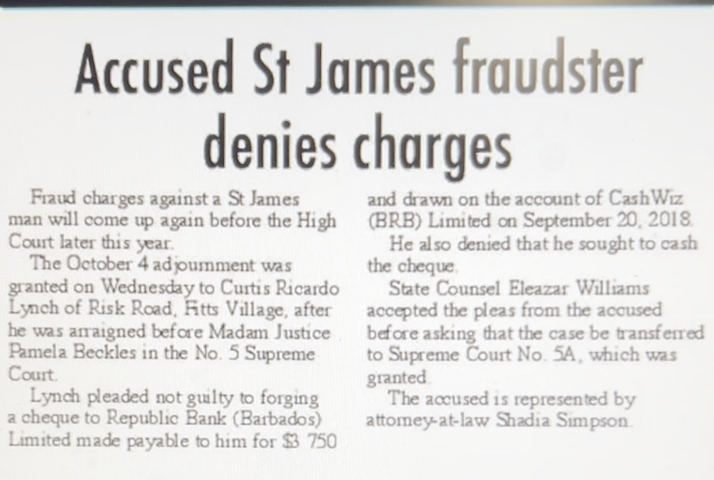 Accused St James fraudster
denies charges
Fraud charges against a St James
man will come up again before the High
Court later this year.
The October 4 adjournment was
granted on Wednesday to Curtis Ricardo
Lynch of Risk Road, Fitts Village, after
he was arraigned before Madam Justice
Pamela Beckles in the No. 5 Supreme
Court.
Lynch pleaded not guilty to forging
a cheque to Republic Bank (Barbados)
Limited made payable to him for $3 750
and drawn on the account of CashWiz
(BRB) Limited on September 20, 2018.
He also denied that he sought to cash
the cheque.
State Counsel Eleazar Williams
accepted the pleas from the accused
before asking that the case be transferred
to Supreme Court No. 5A, which was
granted.
The accused is represented by
attorney-at-law Shadia Simpson.